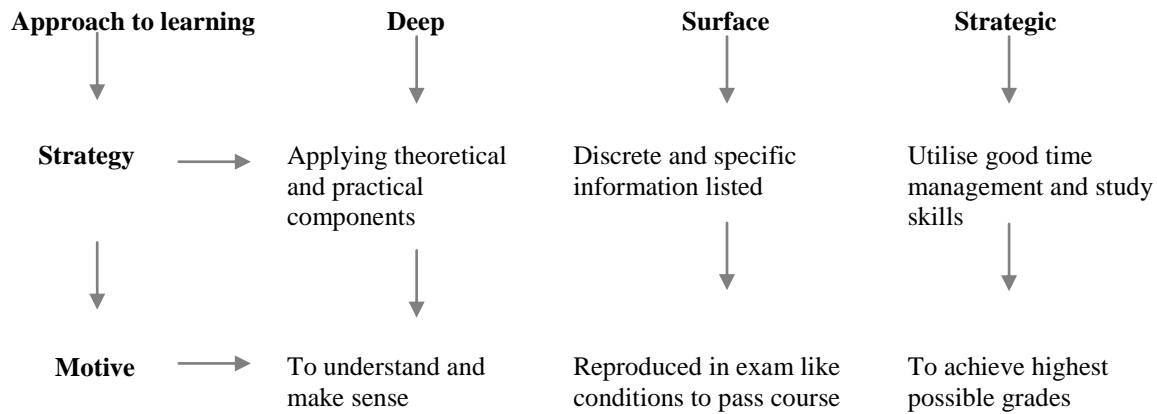 Approach to learning Deep Surface Strategic
Strategy
Applying theoretical
and practical
components
Discrete and specific
information listed
Utilise good time
management and study
skills
Motive
To understand and
make sense
Reproduced in exam like
conditions to pass course
To achieve highest
possible grades